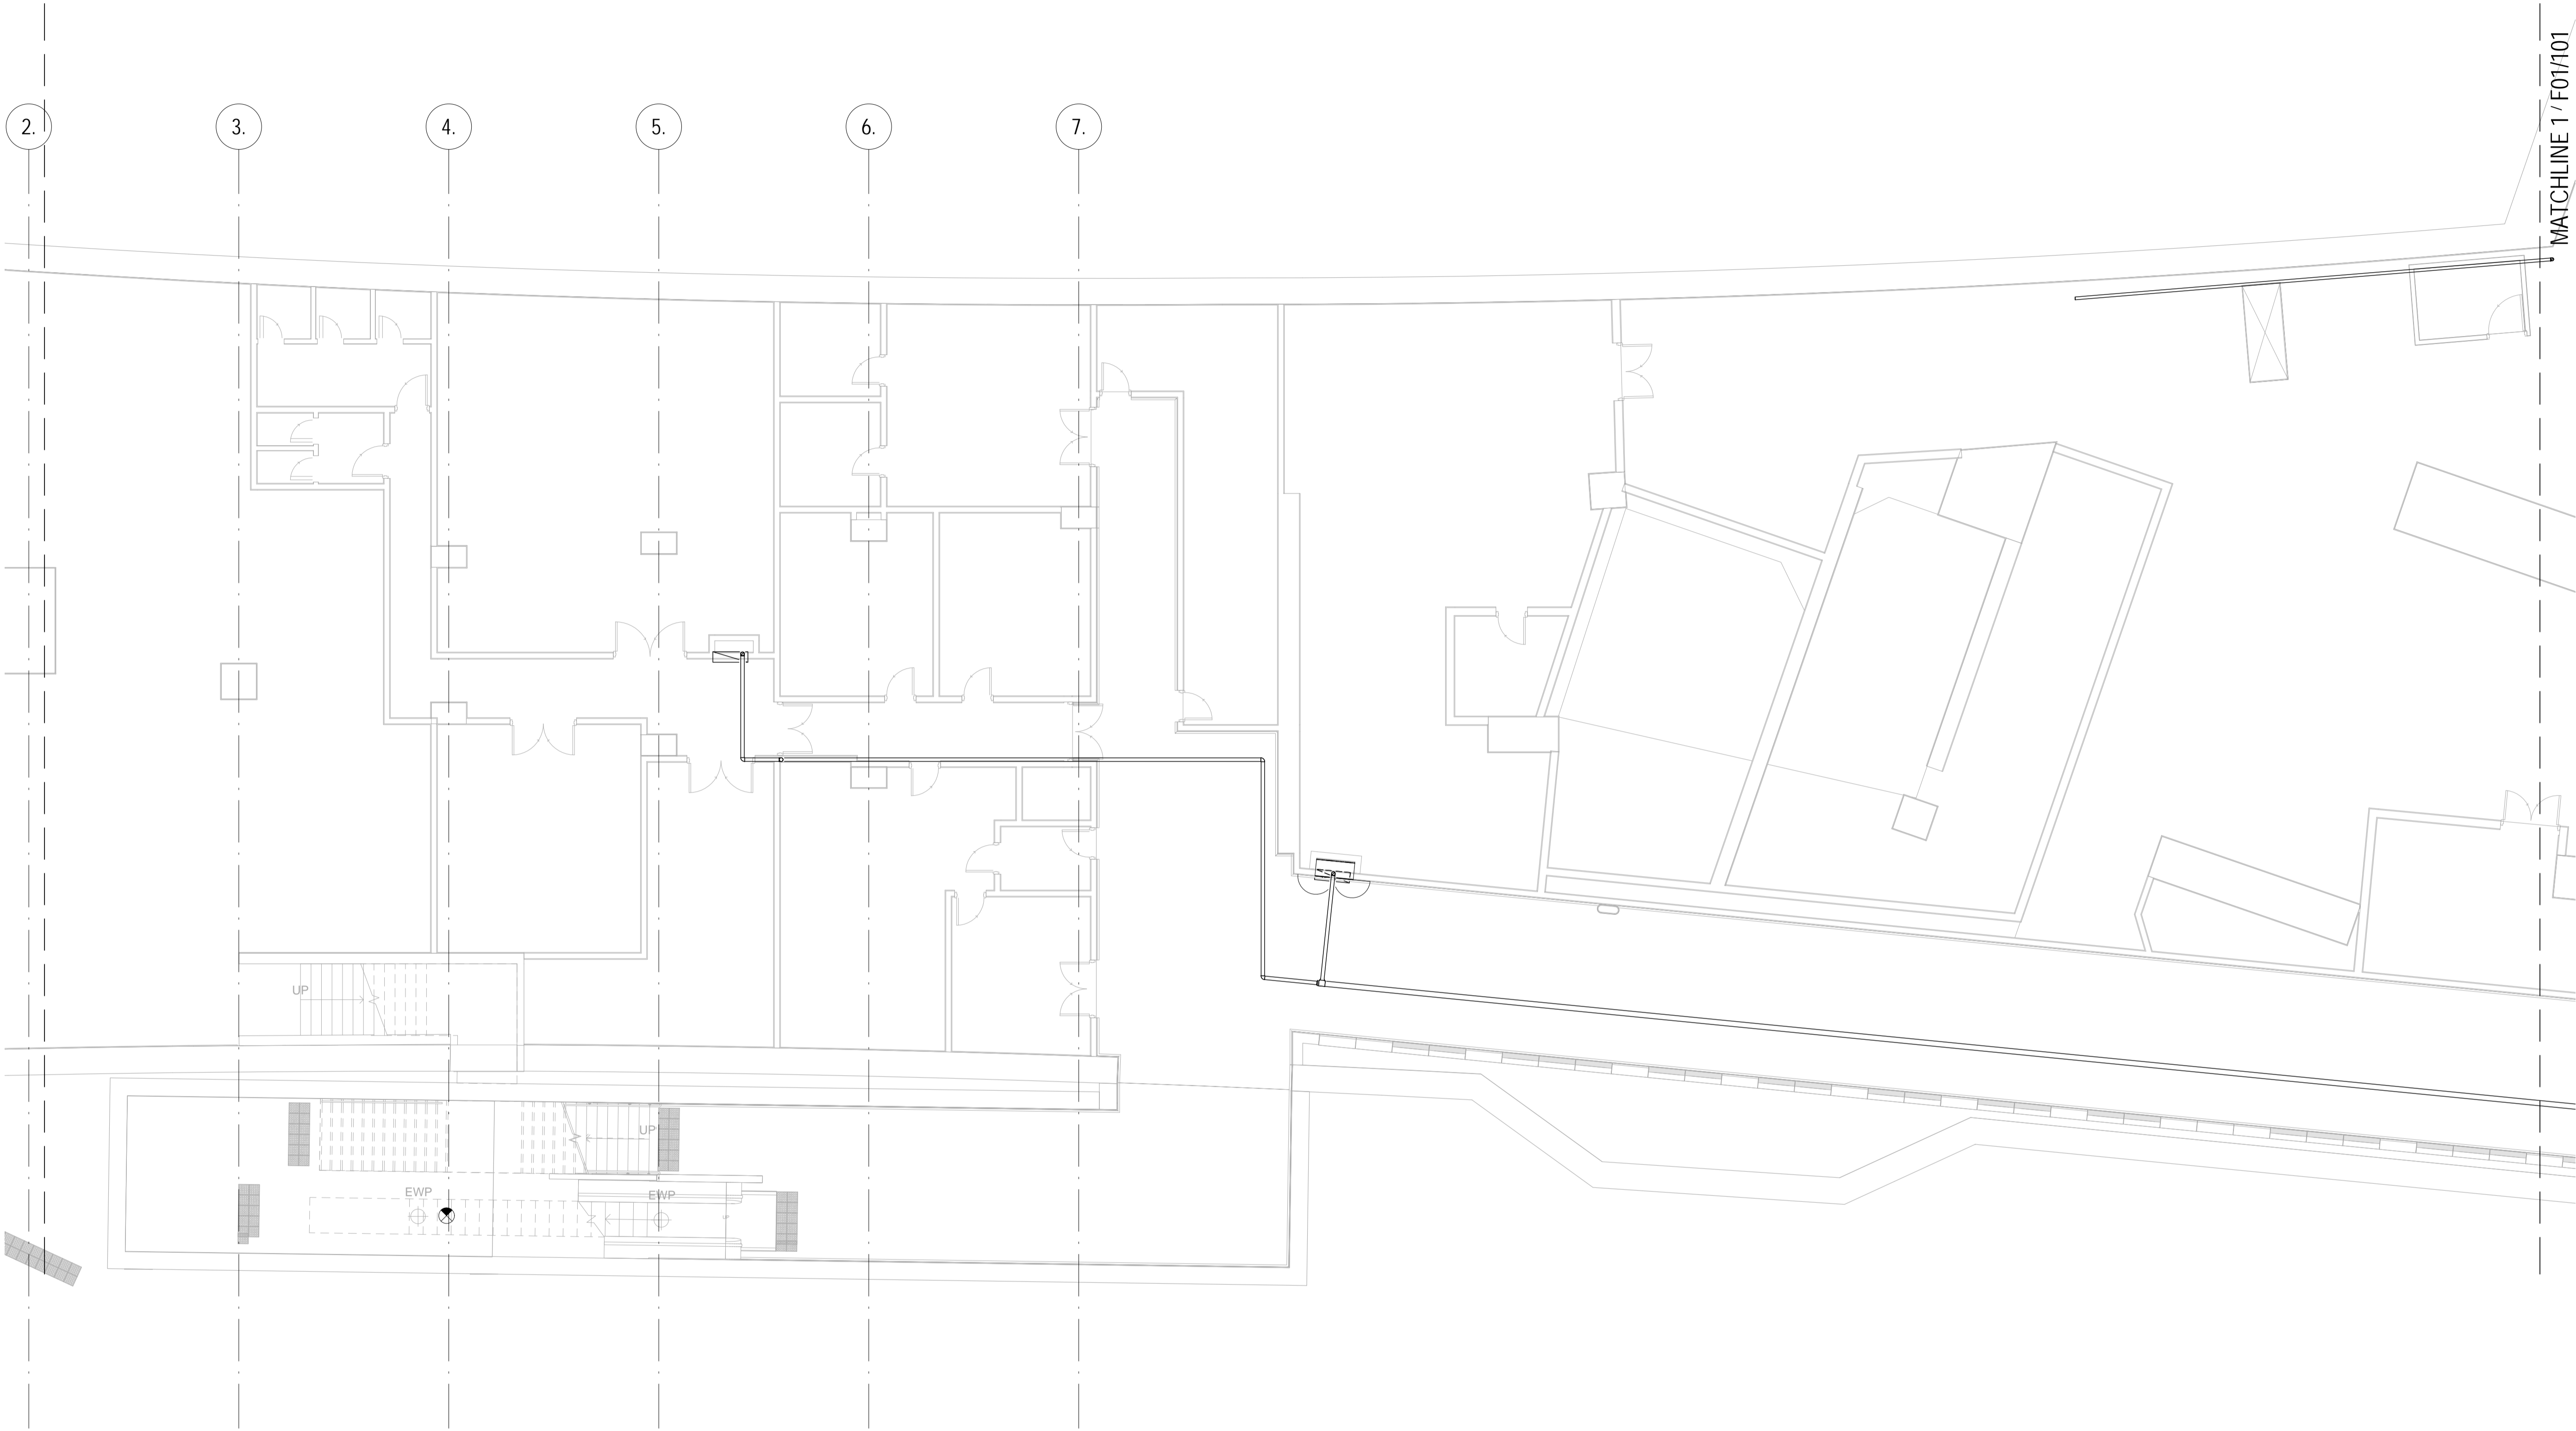 2.
3.
4.
5.
6.
7.
MATCHLINE 1 / F01/101
UP
UP
EWP
EWP